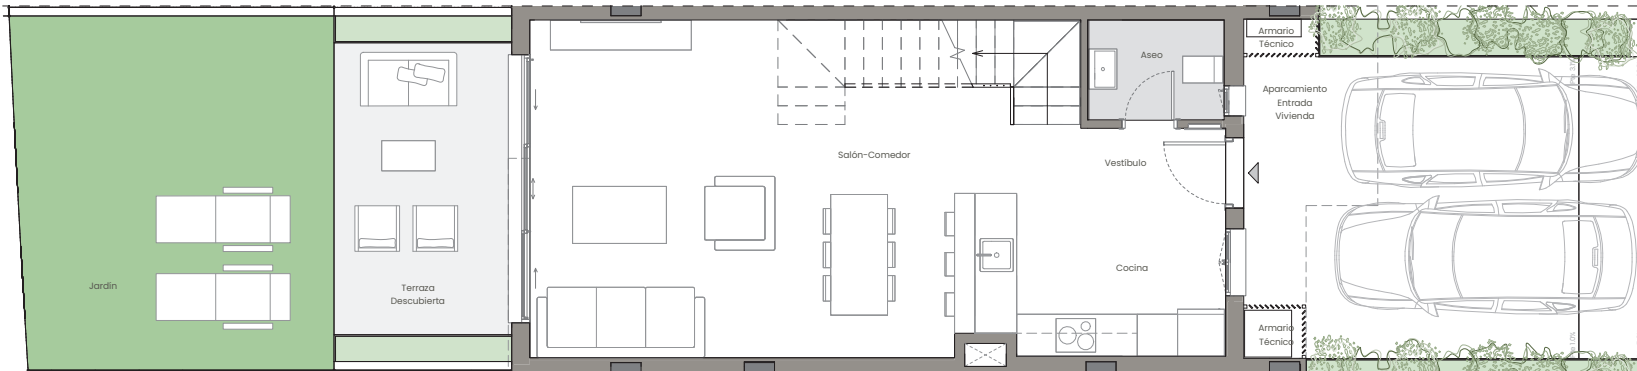 Armario
Técnico
Aseo
Aparcamiento
Entrada
Vivienda
Salón-Comedor
Vestíbulo
Cocina
Jardín
Terraza
Descubierta
Armario
Técnico